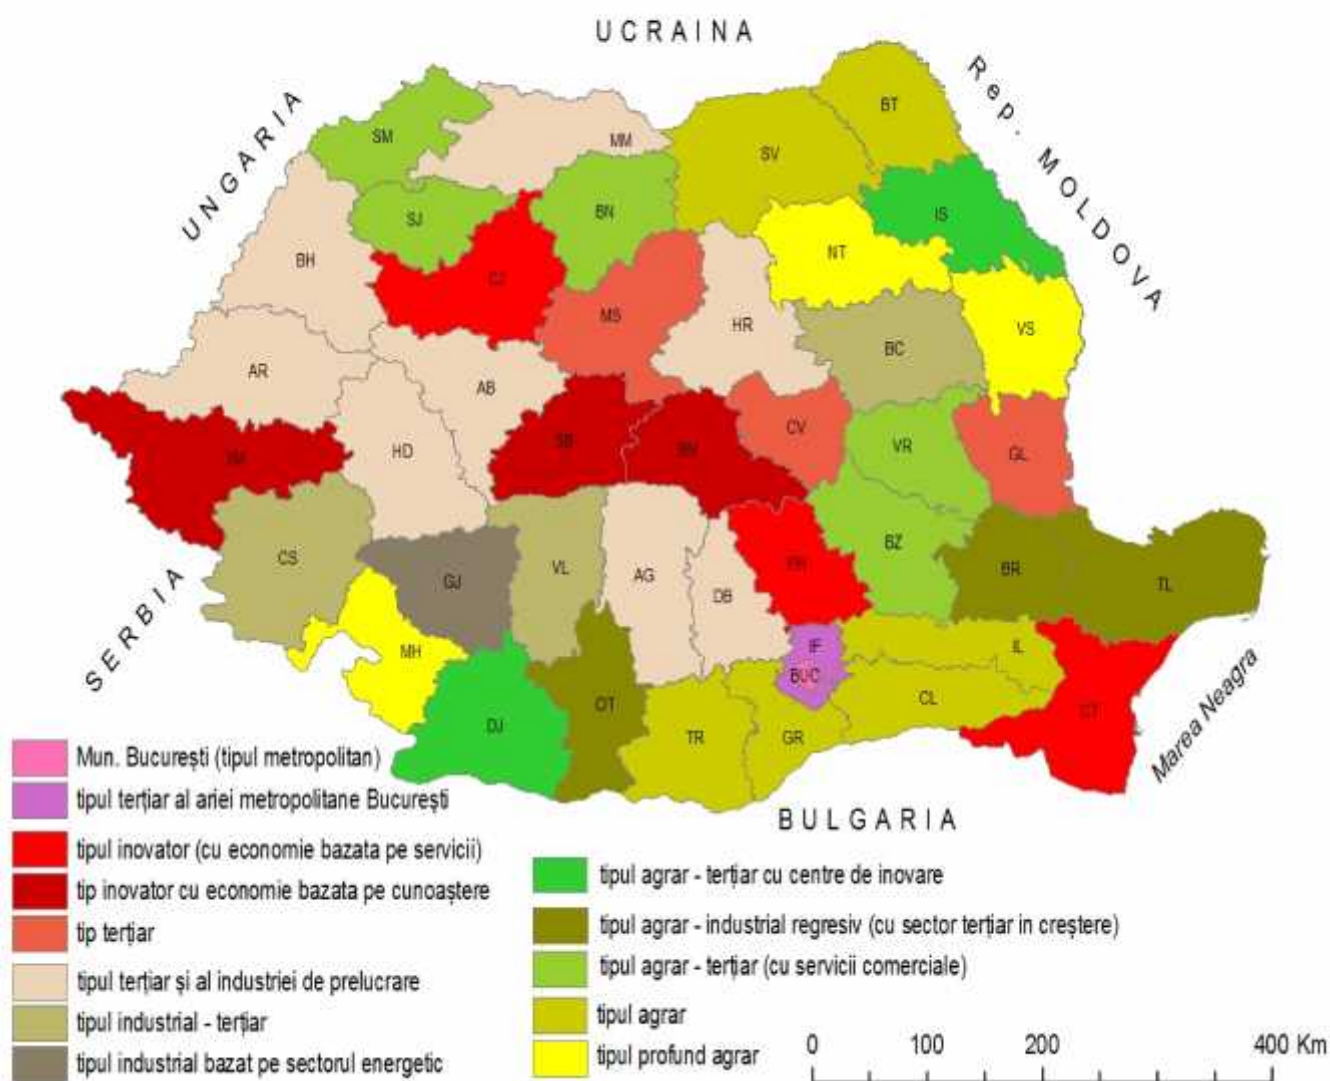 UCRAINA
UNGARIA
Rep. MOLDOVA
BT
SM
MM
SV
SJ
BN
IS
NT
BH
CJ
MS
HR
BC
VS
AR
AB
HD
SB
BV
CV
VR
GL
CS
GJ
VL
AG
DB
PH
BZ
BR
TL
SERBIA
MH
IF
IL
BUC
DJ
OT
TR
GR
CL
CT
Marea Neagra
BULGARIA
Mun. București (tipul metropolitan)
tipul terțiar al ariei metropolitane București
tipul inovator (cu economie bazata pe servicii)
tip inovator cu economie bazata pe cunoaștere
tip terțiar
tipul terțiar și al industriei de prelucrare
tipul industrial - terțiar
tipul industrial bazat pe sectorul energetic
tipul agrar - terțiar cu centre de inovare
tipul agrar - industrial regresiv (cu sector terțiar in creștere)
tipul agrar - terțiar (cu servicii comerciale)
tipul agrar
tipul profund agrar
0 200 400 Km